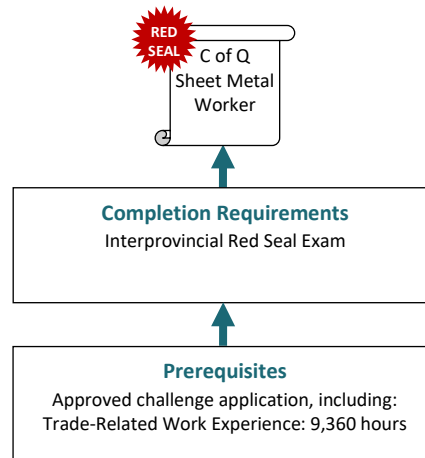 RED
SEAL
C of Q
Sheet Metal
Worker
Completion Requirements
Interprovincial Red Seal Exam
Prerequisites
Approved challenge application, including:
Trade-Related Work Experience: 9,360 hours